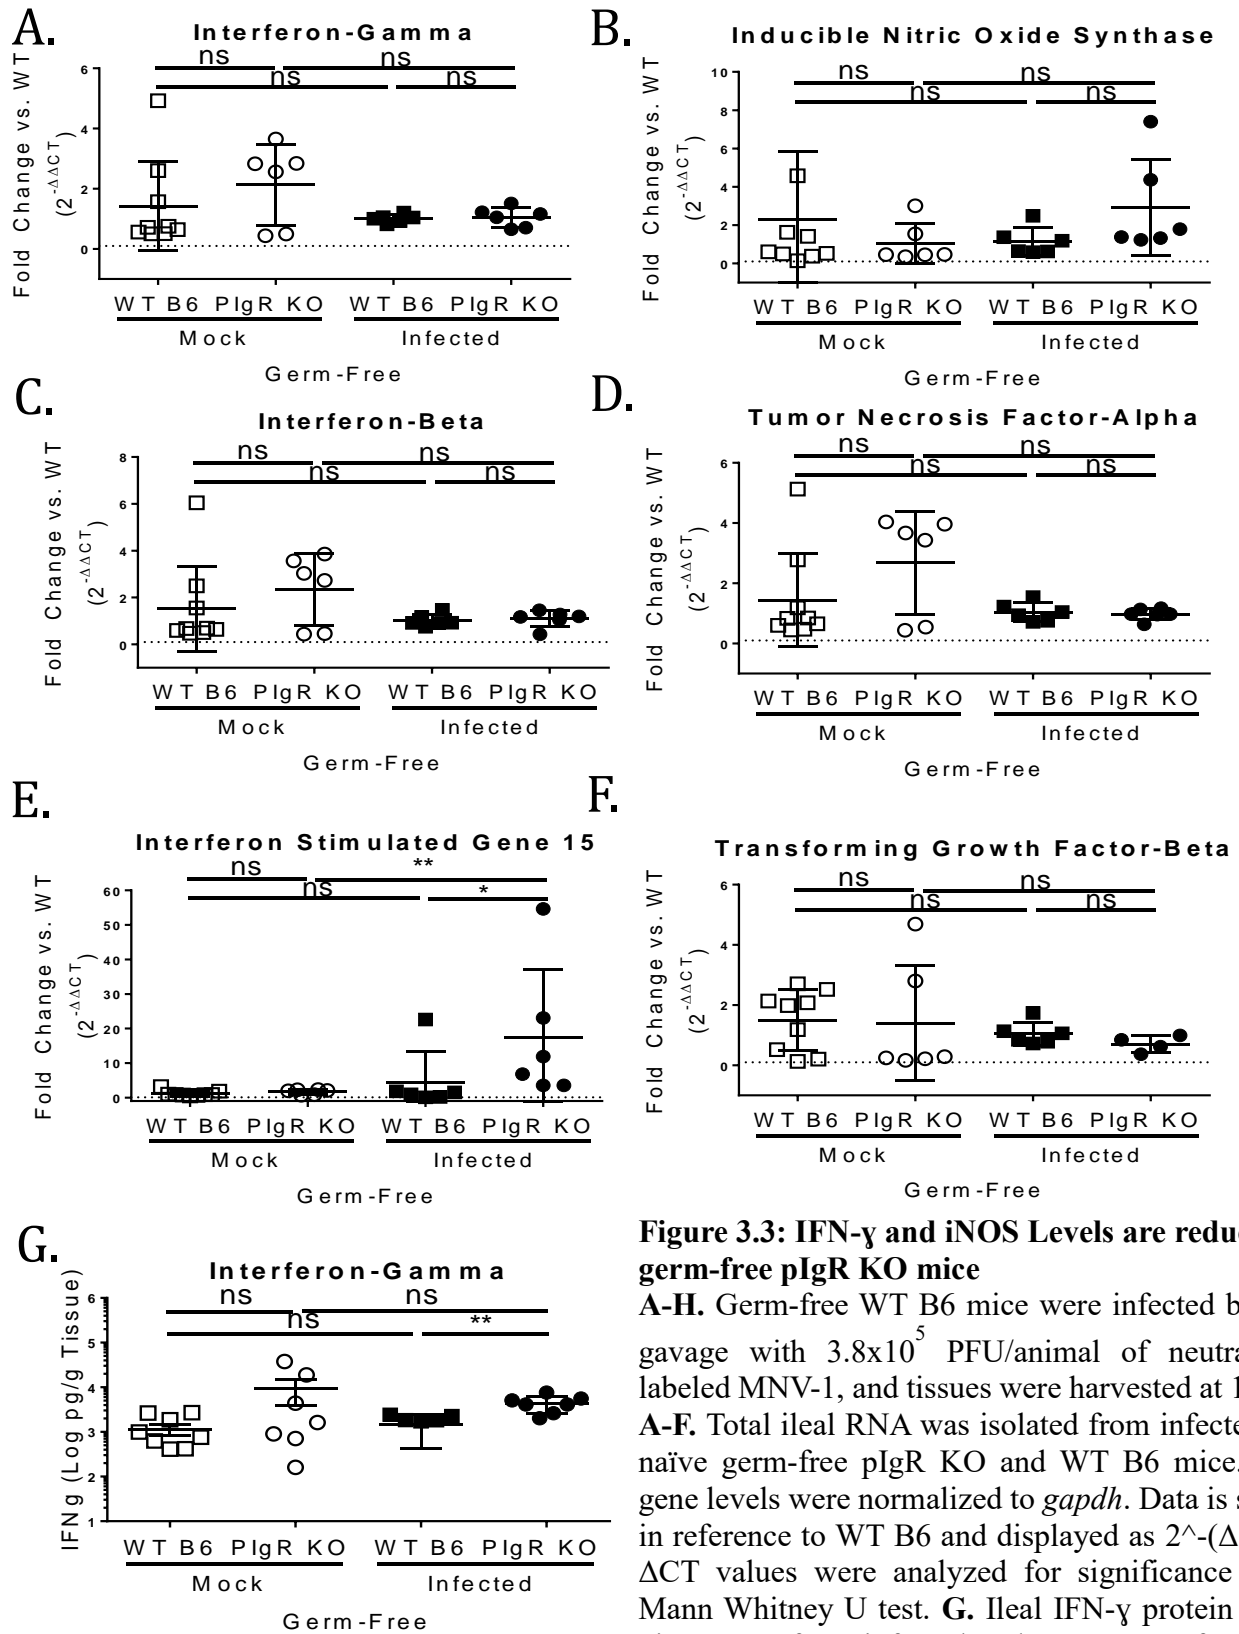 A.
Interferon-Gamma
ns
ns
ns
ns
Fold Change vs. WT
(2^-ΔΔCT)
6
4
2
0
WT B6 PIgR KO WT B6 PIgR KO
Mock Infected
Germ-Free
B.
Inducible Nitric Oxide Synthase
ns
ns
ns
ns
Fold Change vs. WT
(2^-ΔΔCT)
10
8
6
4
2
0
WT B6 PIgR KO WT B6 PIgR KO
Mock Infected
Germ-Free
C.
Interferon-Beta
ns
ns
ns
ns
Fold Change vs. WT
(2^-ΔΔCT)
8
6
4
2
0
WT B6 PIgR KO WT B6 PIgR KO
Mock Infected
Germ-Free
D.
Tumor Necrosis Factor-Alpha
ns
ns
ns
ns
Fold Change vs. WT
(2^-ΔΔCT)
6
4
2
0
WT B6 PIgR KO WT B6 PIgR KO
Mock Infected
Germ-Free
E.
Interferon Stimulated Gene 15
ns
**
ns
*
Fold Change vs. WT
(2^-ΔΔCT)
60
50
40
30
20
10
0
WT B6 PIgR KO WT B6 PIgR KO
Mock Infected
Germ-Free
F.
Transforming Growth Factor-Beta
ns
ns
ns
ns
Fold Change vs. WT
(2^-ΔΔCT)
6
4
2
0
WT B6 PIgR KO WT B6 PIgR KO
Mock Infected
Germ-Free
G.
Interferon-Gamma
ns
ns
ns
**
IFNg (Log pg/g Tissue)
6
5
4
3
2
1
WT B6 PIgR KO WT B6 PIgR KO
Mock Infected
Germ-Free
Figure 3.3: IFN-ɣ and iNOS Levels are redu
germ-free pIgR KO mice
A-H. Germ-free WT B6 mice were infected b
gavage with 3.8x10^5 PFU/animal of neutra
labeled MNV-1, and tissues were harvested at 1
A-F. Total ileal RNA was isolated from infecte
naïve germ-free pIgR KO and WT B6 mice.
gene levels were normalized to gapdh. Data is s
in reference to WT B6 and displayed as 2^-(Δ
ΔCT values were analyzed for significance
Mann Whitney U test. G. Ileal IFN-ɣ protein